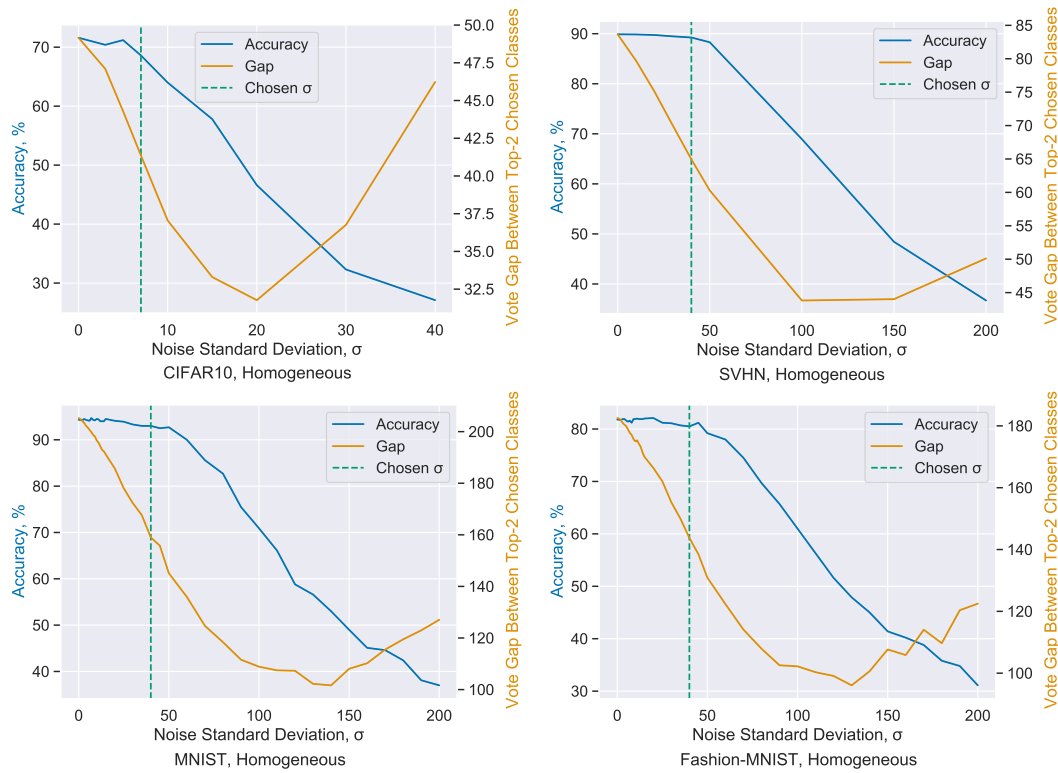 Accuracy, %
70
60
50
40
30
Accuracy
Gap
Chosen σ
50.0
47.5
45.0
42.5
40.0
37.5
35.0
32.5
Vote Gap Between Top-2 Chosen Classes
0 10 20 30 40
Noise Standard Deviation, σ
CIFAR10, Homogeneous
Accuracy, %
90
80
70
60
50
40
Accuracy
Gap
Chosen σ
85
80
75
70
65
60
55
50
45
Vote Gap Between Top-2 Chosen Classes
0 50 100 150 200
Noise Standard Deviation, σ
SVHN, Homogeneous
Accuracy, %
90
80
70
60
50
40
Accuracy
Gap
Chosen σ
200
180
160
140
120
100
Vote Gap Between Top-2 Chosen Classes
0 50 100 150 200
Noise Standard Deviation, σ
MNIST, Homogeneous
Accuracy, %
80
70
60
50
40
30
Accuracy
Gap
Chosen σ
180
160
140
120
100
Vote Gap Between Top-2 Chosen Classes
0 50 100 150 200
Noise Standard Deviation, σ
Fashion-MNIST, Homogeneous